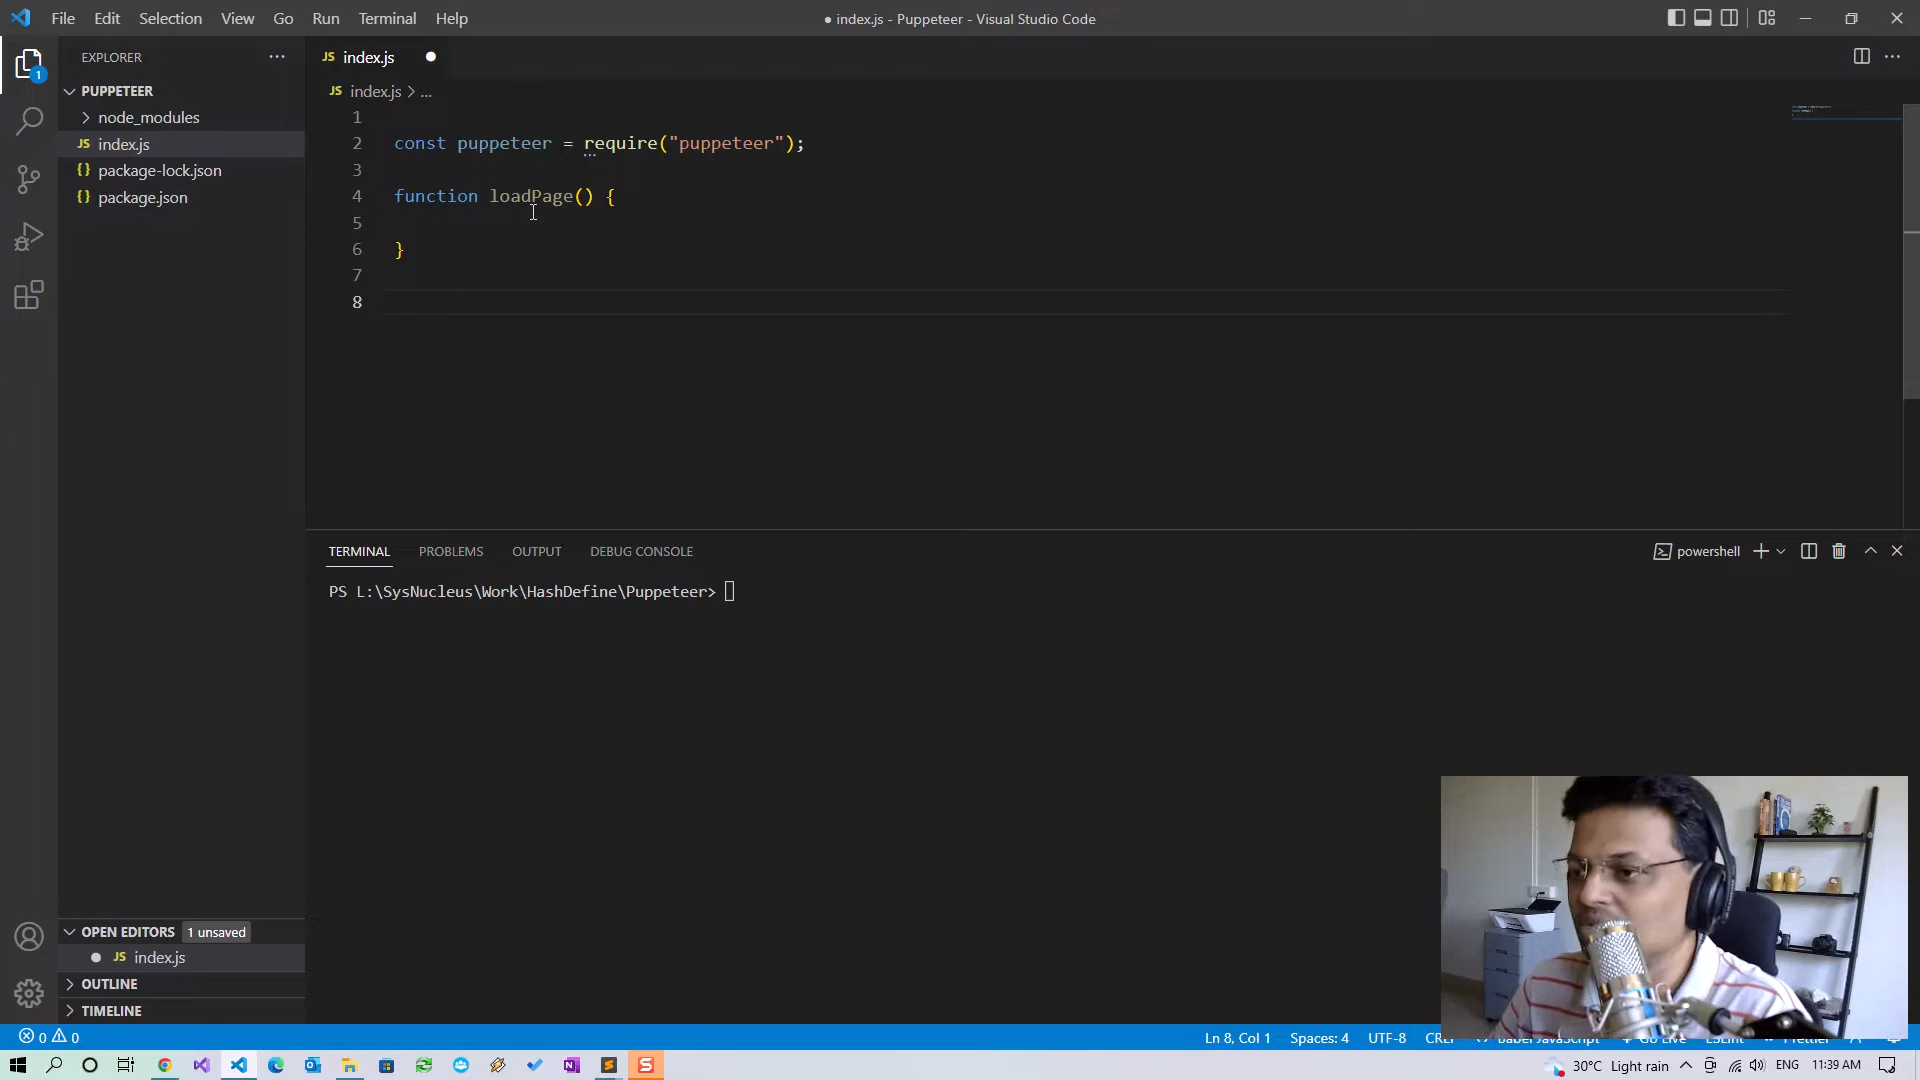 File Edit Selection View Go Run Terminal Help
● index.js - Puppeteer - Visual Studio Code
EXPLORER
PUPPETEER
node_modules
JS index.js
{} package-lock.json
{} package.json
JS index.js
JS index.js > ...
1
2 const puppeteer = require("puppeteer");
3
4 function loadPage() {
5
6 }
7
8
TERMINAL PROBLEMS OUTPUT DEBUG CONSOLE
powershell
PS L:\SysNucleus\Work\HashDefine\Puppeteer>
OPEN EDITORS 1 unsaved
JS index.js
OUTLINE
TIMELINE
0 0
Ln 8, Col 1 Spaces: 4 UTF-8
30°C Light rain ENG 11:39 AM